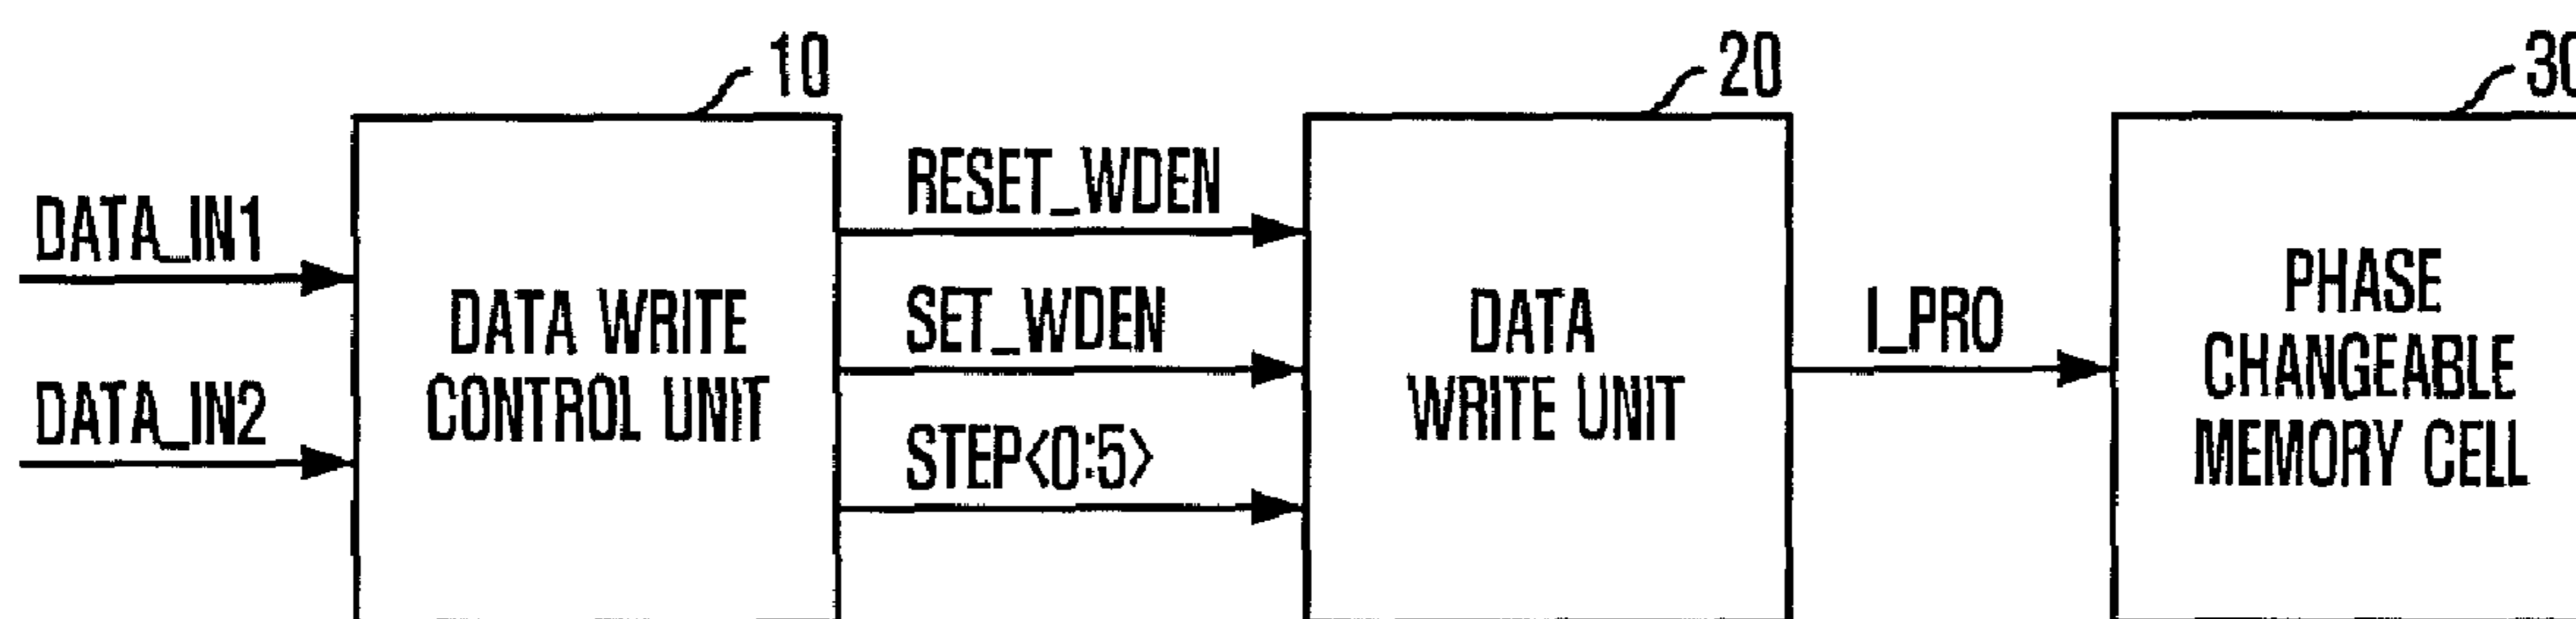 10
20
30
DATA_IN1
DATA_IN2
DATA WRITE
CONTROL UNIT
RESET_WDEN
SET_WDEN
STEP<0:5>
DATA
WRITE UNIT
I_PRO
PHASE
CHANGEABLE
MEMORY CELL